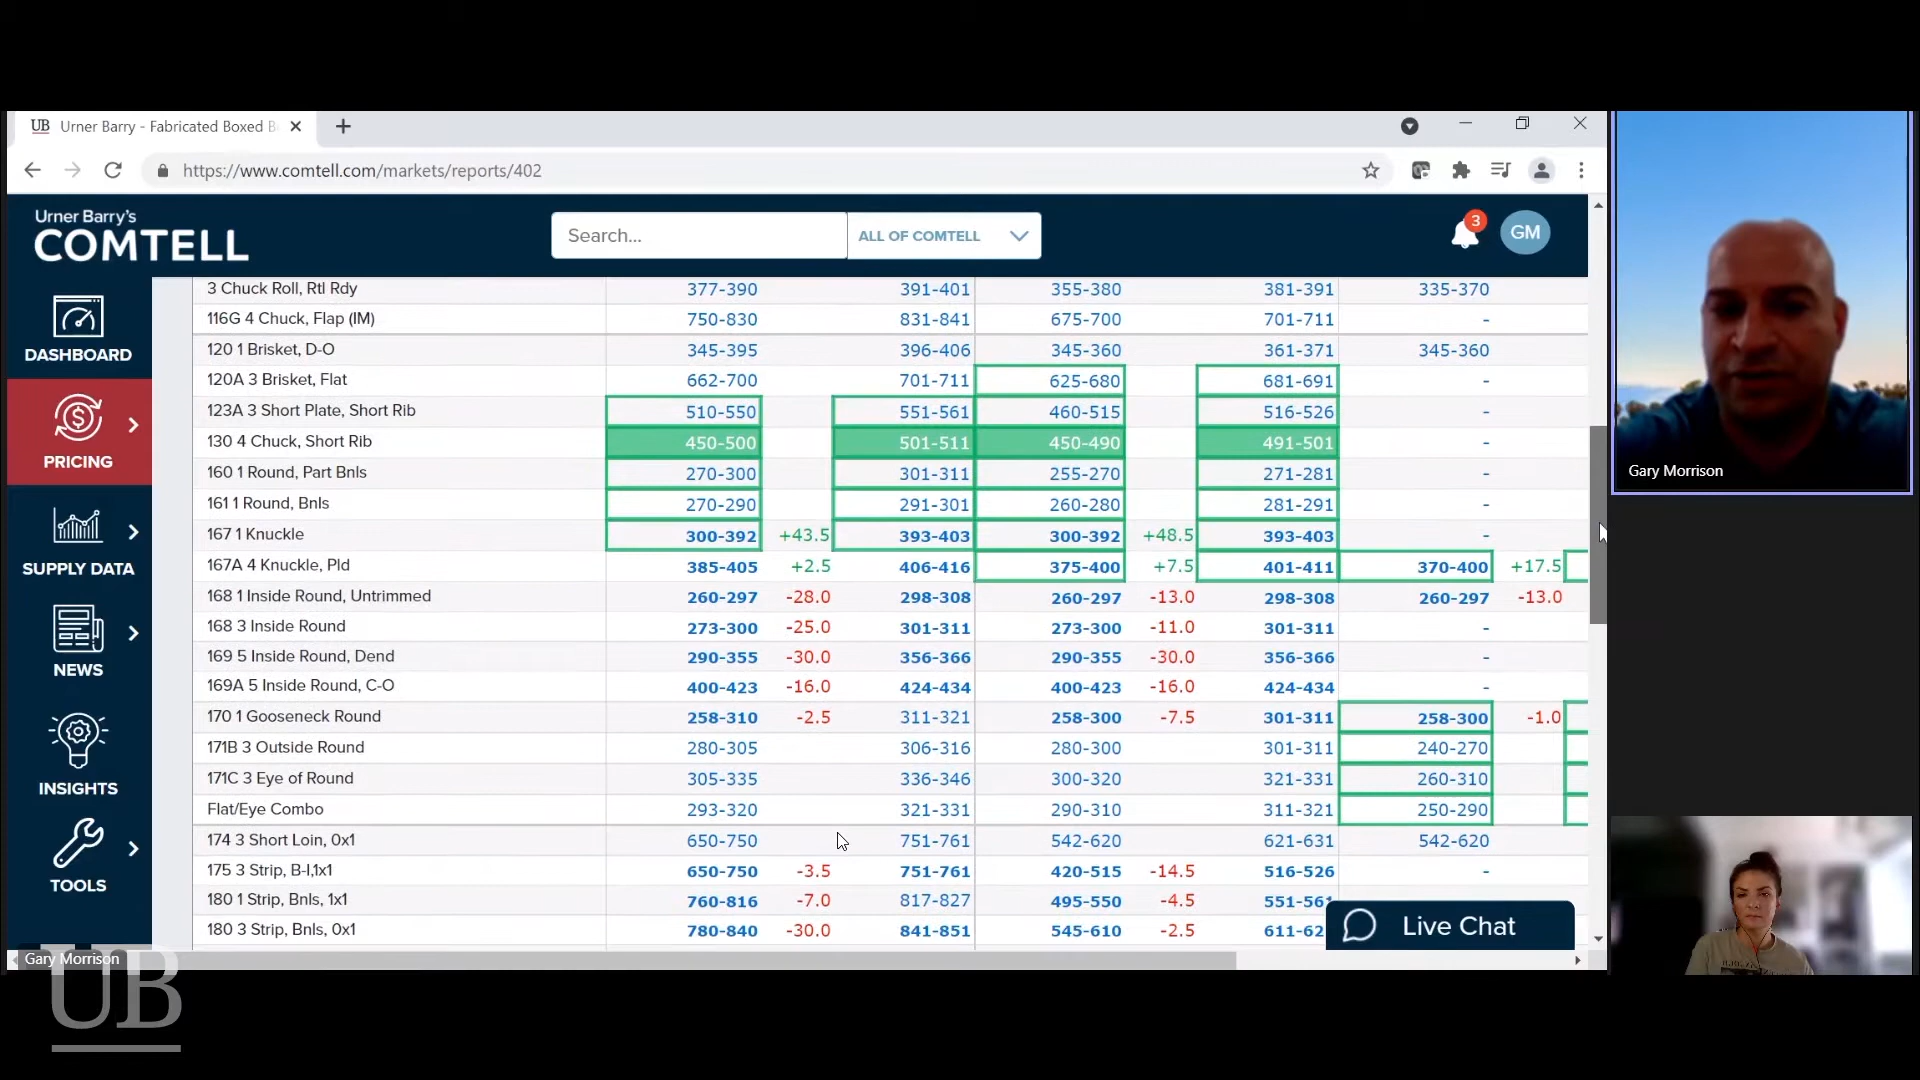 UB Urner Barry - Fabricated Boxed B
https://www.comtell.com/markets/reports/402
Urner Barry's
COMTELL
Search...
ALL OF COMTELL
3
GM
DASHBOARD
PRICING
SUPPLY DATA
NEWS
INSIGHTS
TOOLS
3 Chuck Roll, Rtl Rdy 377-390 391-401 355-380 381-391 335-370
116G 4 Chuck, Flap (IM) 750-830 831-841 675-700 701-711 -
120 1 Brisket, D-O 345-395 396-406 345-360 361-371 345-360
120A 3 Brisket, Flat 662-700 701-711 625-680 681-691 -
123A 3 Short Plate, Short Rib 510-550 551-561 460-515 516-526 -
130 4 Chuck, Short Rib 450-500 501-511 450-490 491-501 -
160 1 Round, Part Bnls 270-300 301-311 255-270 271-281 -
161 1 Round, Bnls 270-290 291-301 260-280 281-291 -
167 1 Knuckle 300-392 +43.5 393-403 300-392 +48.5 393-403 -
167A 4 Knuckle, Pld 385-405 +2.5 406-416 375-400 +7.5 401-411 370-400 +17.5
168 1 Inside Round, Untrimmed 260-297 -28.0 298-308 260-297 -13.0 298-308 260-297 -13.0
168 3 Inside Round 273-300 -25.0 301-311 273-300 -11.0 301-311 -
169 5 Inside Round, Dend 290-355 -30.0 356-366 290-355 -30.0 356-366 -
169A 5 Inside Round, C-O 400-423 -16.0 424-434 400-423 -16.0 424-434 -
170 1 Gooseneck Round 258-310 -2.5 311-321 258-300 -7.5 301-311 258-300 -1.0
171B 3 Outside Round 280-305 306-316 280-300 301-311 240-270
171C 3 Eye of Round 305-335 336-346 300-320 321-331 260-310
Flat/Eye Combo 293-320 321-331 290-310 311-321 250-290
174 3 Short Loin, 0x1 650-750 751-761 542-620 621-631 542-620
175 3 Strip, B-I,1x1 650-750 -3.5 751-761 420-515 -14.5 516-526 -
180 1 Strip, Bnls, 1x1 760-816 -7.0 817-827 495-550 -4.5 551-561
180 3 Strip, Bnls, 0x1 780-840 -30.0 841-851 545-610 -2.5 611-62
Live Chat
Gary Morrison
Gary Morrison
UB